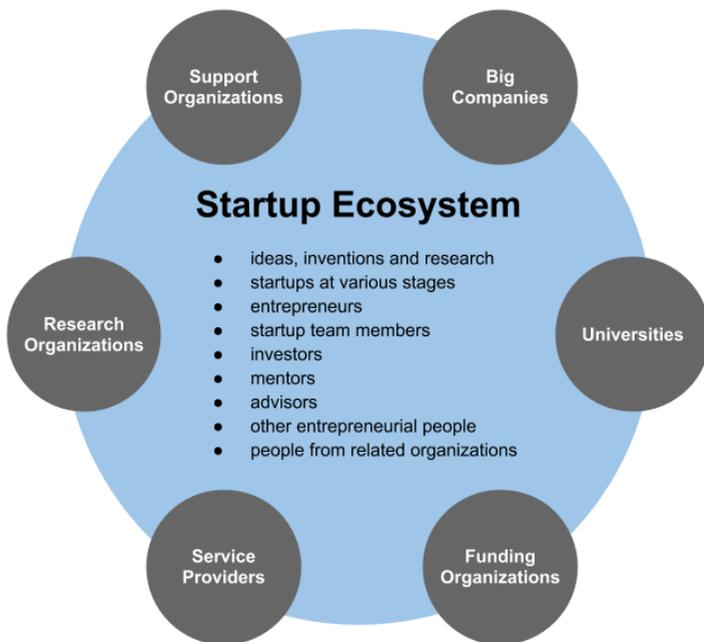 Support
Organizations
Big
Companies
Startup Ecosystem
● ideas, inventions and research
● startups at various stages
● entrepreneurs
● startup team members
● investors
● mentors
● advisors
● other entrepreneurial people
● people from related organizations
Research
Organizations
Universities
Service
Providers
Funding
Organizations